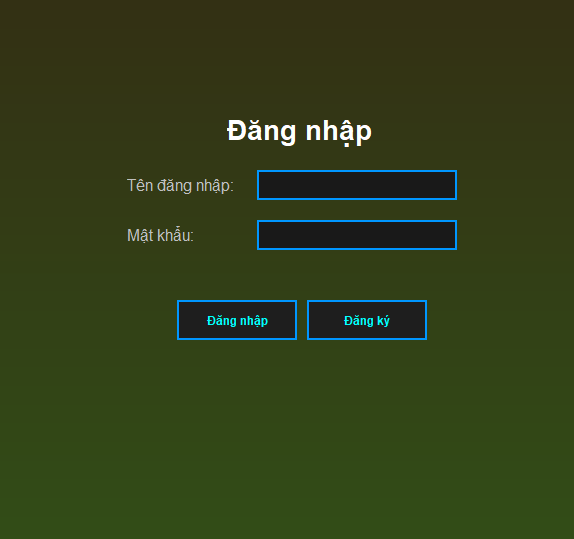 Đăng nhập
Tên đăng nhập:
Mật khẩu:
Đăng nhập
Đăng ký